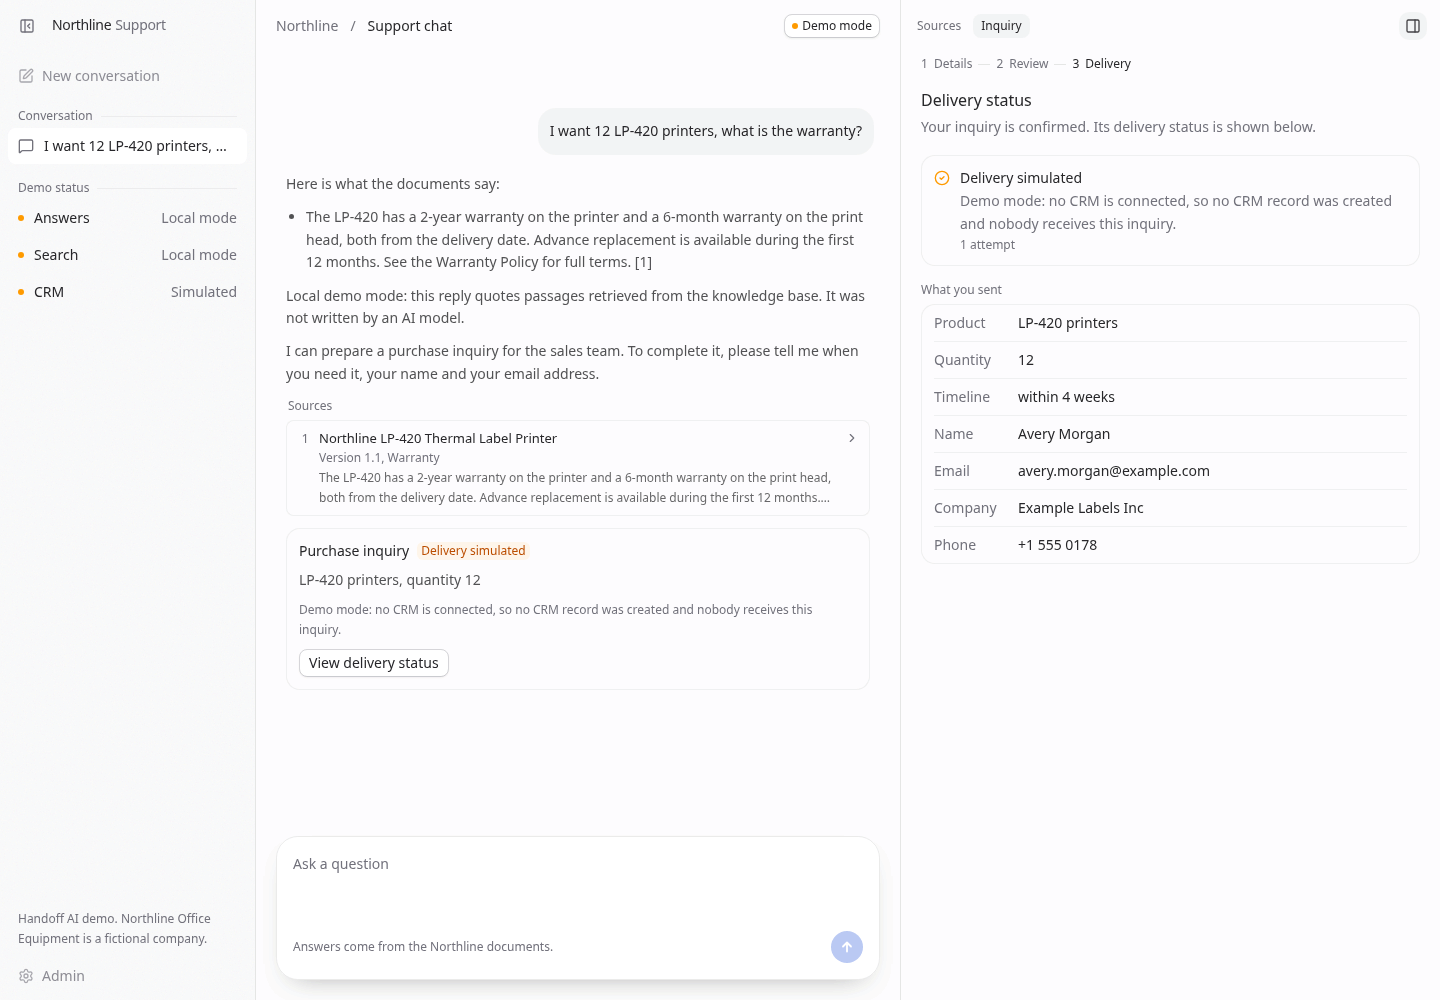 Northline Support
New conversation
Conversation
I want 12 LP-420 printers, ...
Demo status
Answers Local mode
Search Local mode
CRM Simulated
Handoff AI demo. Northline Office
Equipment is a fictional company.
Admin
Northline / Support chat
Demo mode
I want 12 LP-420 printers, what is the warranty?
Here is what the documents say:
• The LP-420 has a 2-year warranty on the printer and a 6-month warranty on the print
head, both from the delivery date. Advance replacement is available during the first
12 months. See the Warranty Policy for full terms. [1]
Local demo mode: this reply quotes passages retrieved from the knowledge base. It was
not written by an AI model.
I can prepare a purchase inquiry for the sales team. To complete it, please tell me when
you need it, your name and your email address.
Sources
1 Northline LP-420 Thermal Label Printer
Version 1.1, Warranty
The LP-420 has a 2-year warranty on the printer and a 6-month warranty on the print head,
both from the delivery date. Advance replacement is available during the first 12 months....
Purchase inquiry Delivery simulated
LP-420 printers, quantity 12
Demo mode: no CRM is connected, so no CRM record was created and nobody receives this
inquiry.
View delivery status
Ask a question
Answers come from the Northline documents.
Sources Inquiry
1 Details — 2 Review — 3 Delivery
Delivery status
Your inquiry is confirmed. Its delivery status is shown below.
Delivery simulated
Demo mode: no CRM is connected, so no CRM record was created
and nobody receives this inquiry.
1 attempt
What you sent
Product LP-420 printers
Quantity 12
Timeline within 4 weeks
Name Avery Morgan
Email avery.morgan@example.com
Company Example Labels Inc
Phone +1 555 0178